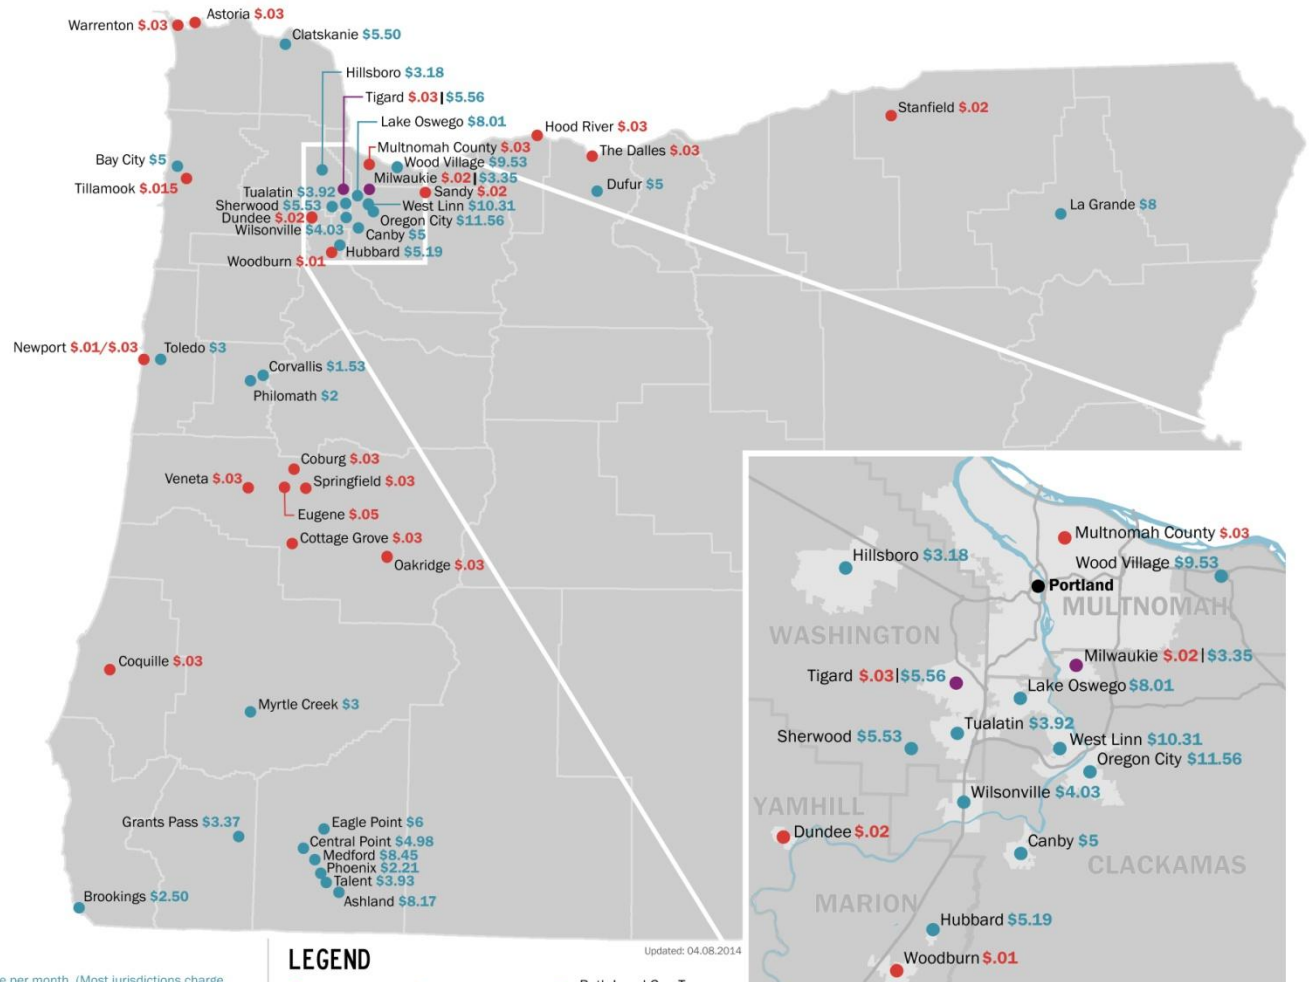 Astoria $.03
Warrenton $.03
Clatskanie $5.50
Hillsboro $3.18
Tigard $.03|$5.56
Lake Oswego $8.01
Stanfield $.02
Hood River $.03
Multnomah County $.03
The Dalles $.03
Bay City $5
Wood Village $9.53
Milwaukie $.02|$3.35
Dufur $5
Tillamook $.015
Tualatin $3.92
Sandy $.02
La Grande $8
Sherwood $5.53
West Linn $10.31
Dundee $.02
Oregon City $11.56
Wilsonville $4.03
Canby $5
Hubbard $5.19
Woodburn $.01
Newport $.01/$.03
Toledo $3
Corvallis $1.53
Philomath $2
Coburg $.03
Veneta $.03
Springfield $.03
Eugene $.05
Cottage Grove $.03
Oakridge $.03
Coquille $.03
Myrtle Creek $3
Grants Pass $3.37
Eagle Point $6
Central Point $4.98
Medford $8.45
Phoenix $2.21
Talent $3.93
Ashland $8.17
Brookings $2.50
Multnomah County $.03
Hillsboro $3.18
Wood Village $9.53
Portland
MULTNOMAH
WASHINGTON
Milwaukie $.02|$3.35
Tigard $.03|$5.56
Lake Oswego $8.01
Tualatin $3.92
Sherwood $5.53
West Linn $10.31
Oregon City $11.56
Wilsonville $4.03
YAMHILL
Dundee $.02
Canby $5
CLACKAMAS
MARION
Hubbard $5.19
Woodburn $.01
Updated: 04.08.2014
LEGEND
per month. (Most jurisdictions charge